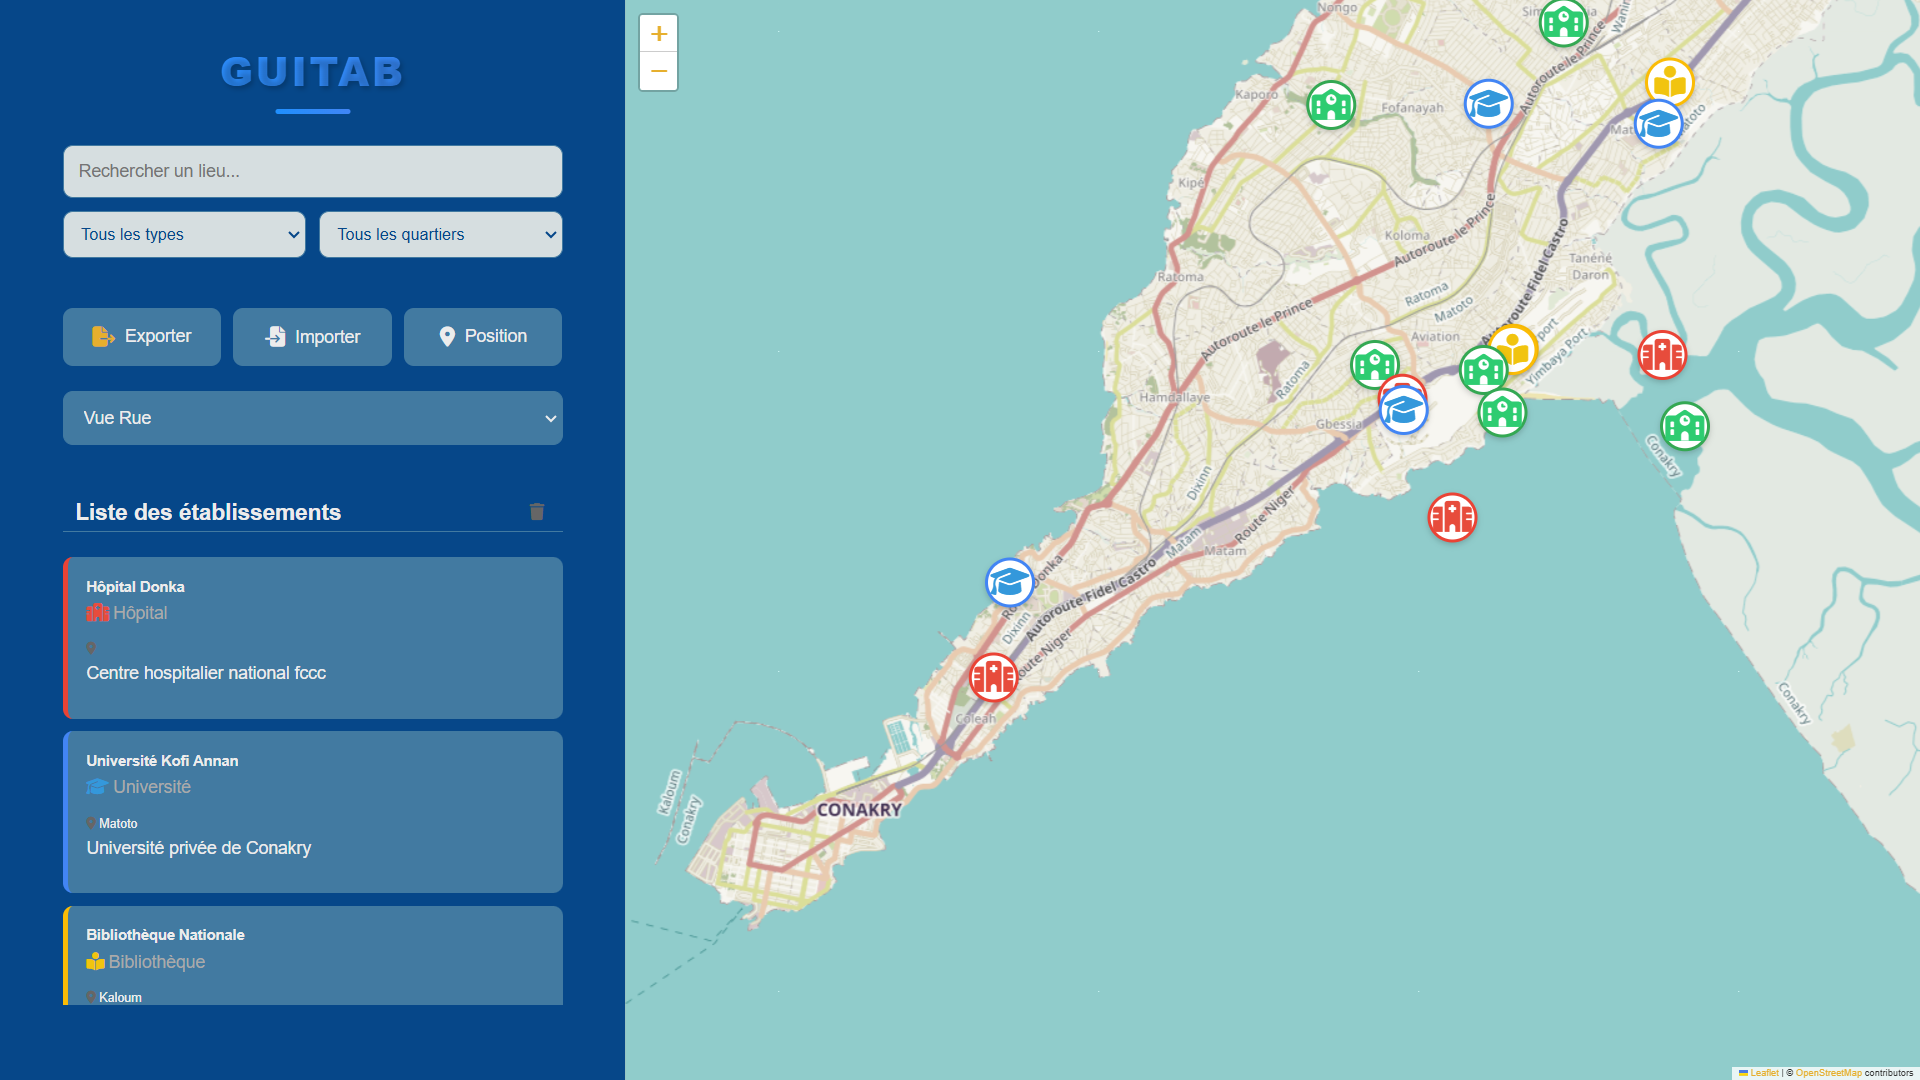 GUITAB
Rechercher un lieu...
Tous les types
Tous les quartiers
Exporter
Importer
Position
Vue Rue
Liste des établissements
Hôpital Donka
Hôpital
Centre hospitalier national fccc
Université Kofi Annan
Université
Matoto
Université privée de Conakry
Bibliothèque Nationale
Bibliothèque
Kaloum
+
−
Nongo
Kaporo
Fofanayah
Autoroute le Prince
Kipé
Koloma
Autoroute le Prince
Autoroute Fidel Castro
Tanéné
Daron
Ratoma
Ratoma
Matoto
Autoroute le Prince
Aviation
Yimbaya Port
Ratoma
Hamdallaye
Gbessia
Conakry
Dixinn
Route Niger
Matam
Matam
Autoroute Fidel Castro
Dixinn
Route Niger
Coleah
Conakry
Kaloum
Conakry
CONAKRY
Leaflet | © OpenStreetMap contributors